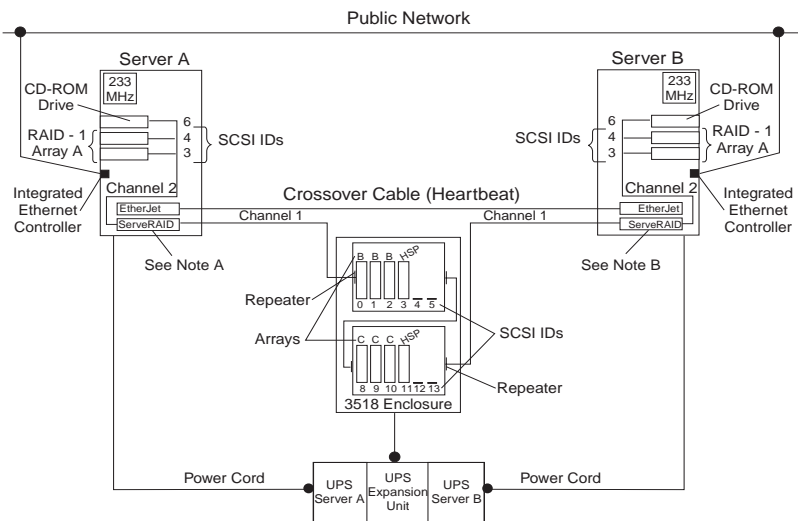 Public Network
Server A
Server B
233
MHz
233
MHz
CD-ROM
Drive
CD-ROM
Drive
6
4
3
SCSI IDs
SCSI IDs
6
4
3
RAID - 1
Array A
RAID - 1
Array A
Integrated
Ethernet
Controller
Integrated
Ethernet
Controller
Channel 2
Channel 2
Crossover Cable (Heartbeat)
EtherJet
EtherJet
Channel 1
Channel 1
ServeRAID
ServeRAID
See Note A
See Note B
B B B HSP
0 1 2 3 4 5
Repeater
Arrays
SCSI IDs
C C C HSP
8 9 10 11 12 13
Repeater
3518 Enclosure
Power Cord
Power Cord
UPS
Server A
UPS
Expansion
Unit
UPS
Server B